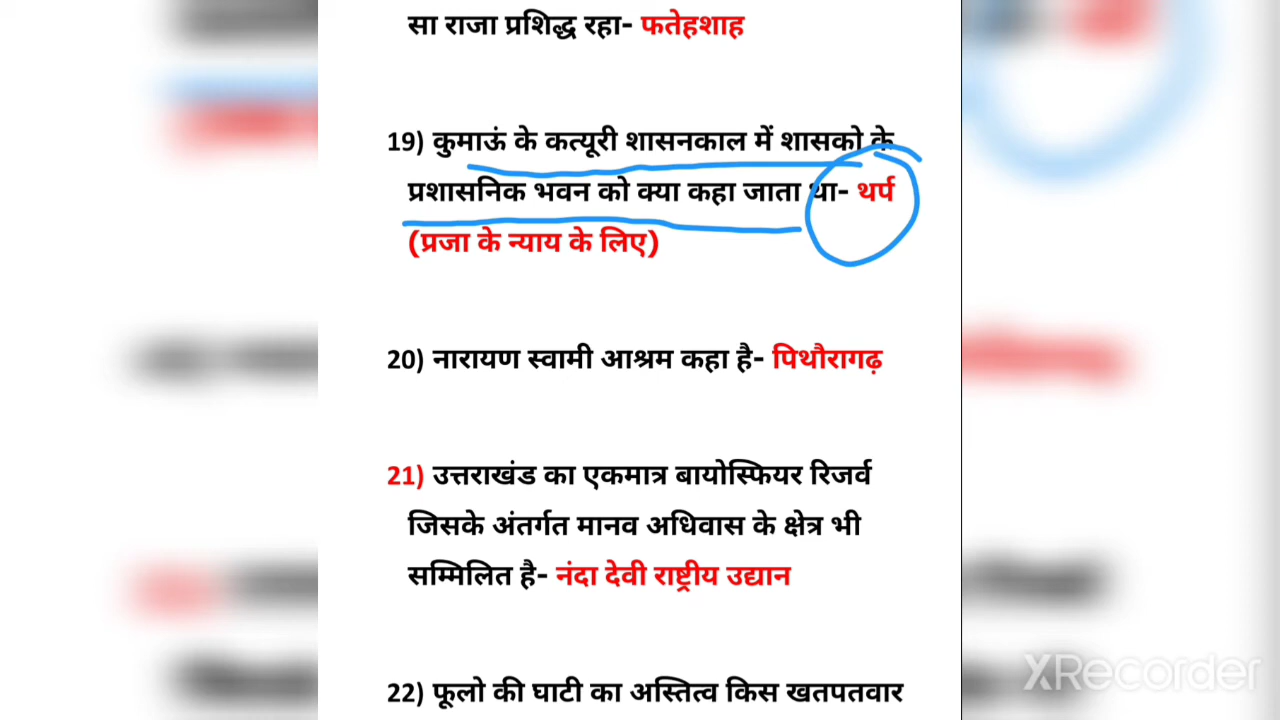 सा राजा प्रशिद्ध रहा- फतेहशाह
19) कुमाऊं के कत्यूरी शासनकाल में शासको के
प्रशासनिक भवन को क्या कहा जाता था- थर्प
(प्रजा के न्याय के लिए)
20) नारायण स्वामी आश्रम कहा है- पिथौरागढ़
21) उत्तराखंड का एकमात्र बायोस्फियर रिजर्व
जिसके अंतर्गत मानव अधिवास के क्षेत्र भी
सम्मिलित है- नंदा देवी राष्ट्रीय उद्यान
22) फूलो की घाटी का अस्तित्व किस खतपतवार
XRecorder